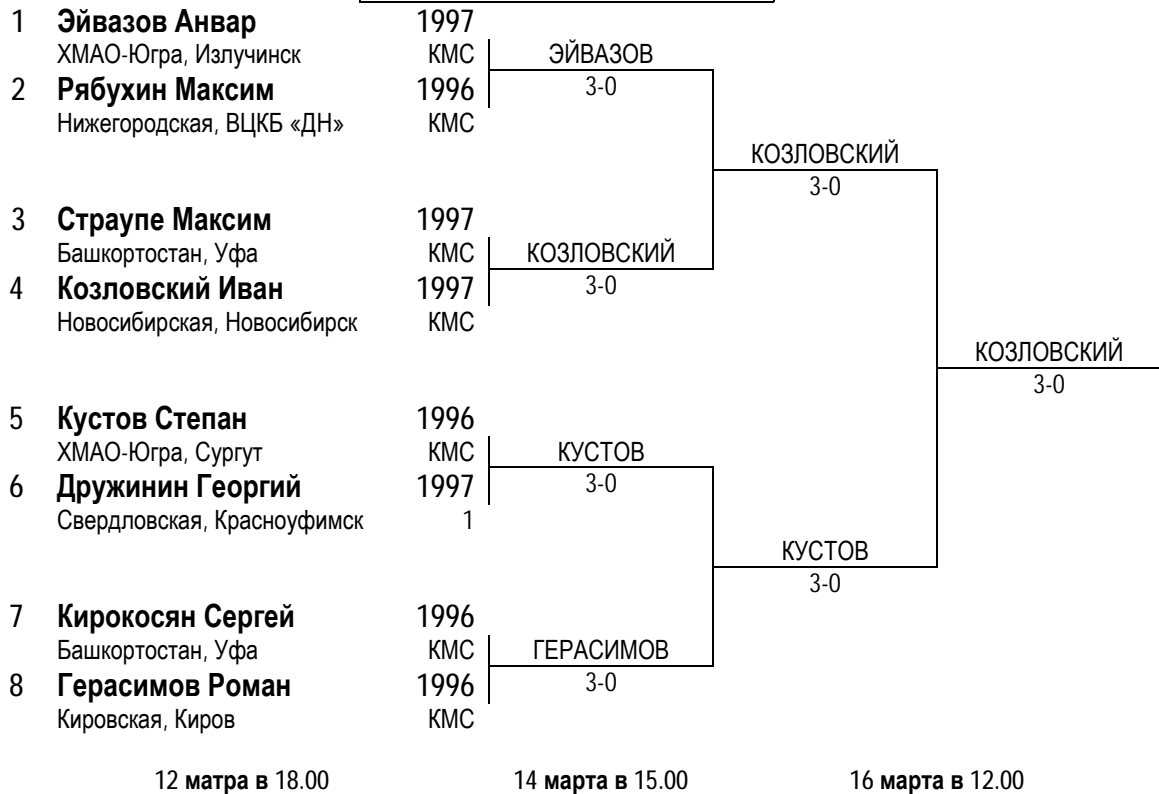 1 Эйвазов Анвар 1997
ХМАО-Югра, Излучинск КМС ЭЙВАЗОВ
2 Рябухин Максим 1996 3-0
Нижегородская, ВЦКБ «ДН» КМС
КОЗЛОВСКИЙ
3-0
3 Страупе Максим 1997
Башкортостан, Уфа КМС КОЗЛОВСКИЙ
4 Козловский Иван 1997 3-0
Новосибирская, Новосибирск КМС
КОЗЛОВСКИЙ
3-0
5 Кустов Степан 1996
ХМАО-Югра, Сургут КМС КУСТОВ
6 Дружинин Георгий 1997 3-0
Свердловская, Красноуфимск 1
КУСТОВ
3-0
7 Кирокосян Сергей 1996
Башкортостан, Уфа КМС ГЕРАСИМОВ
8 Герасимов Роман 1996 3-0
Кировская, Киров КМС
12 матра в 18.00 14 марта в 15.00 16 марта в 12.00